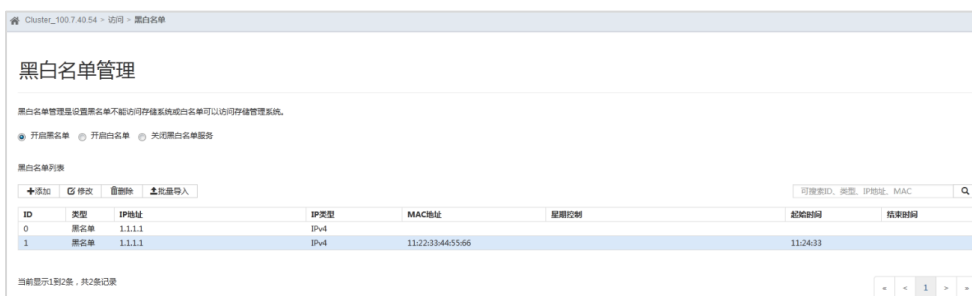 Cluster_100.7.40.54 > 访问 > 黑白名单
黑白名单管理
黑白名单管理是设置黑名单不能访问存储系统或白名单可以访问存储管理系统。
开启黑名单 开启白名单 关闭黑白名单服务
黑白名单列表
+添加 修改 删除 批量导入 可搜索ID、类型、IP地址、MAC
ID 类型 IP地址 IP类型 MAC地址 星期控制 起始时间 结束时间
0 黑名单 1.1.1.1 IPv4
1 黑名单 1.1.1.1 IPv4 11:22:33:44:55:66 11:24:33
当前显示1到2条，共2条记录
« < 1 > »